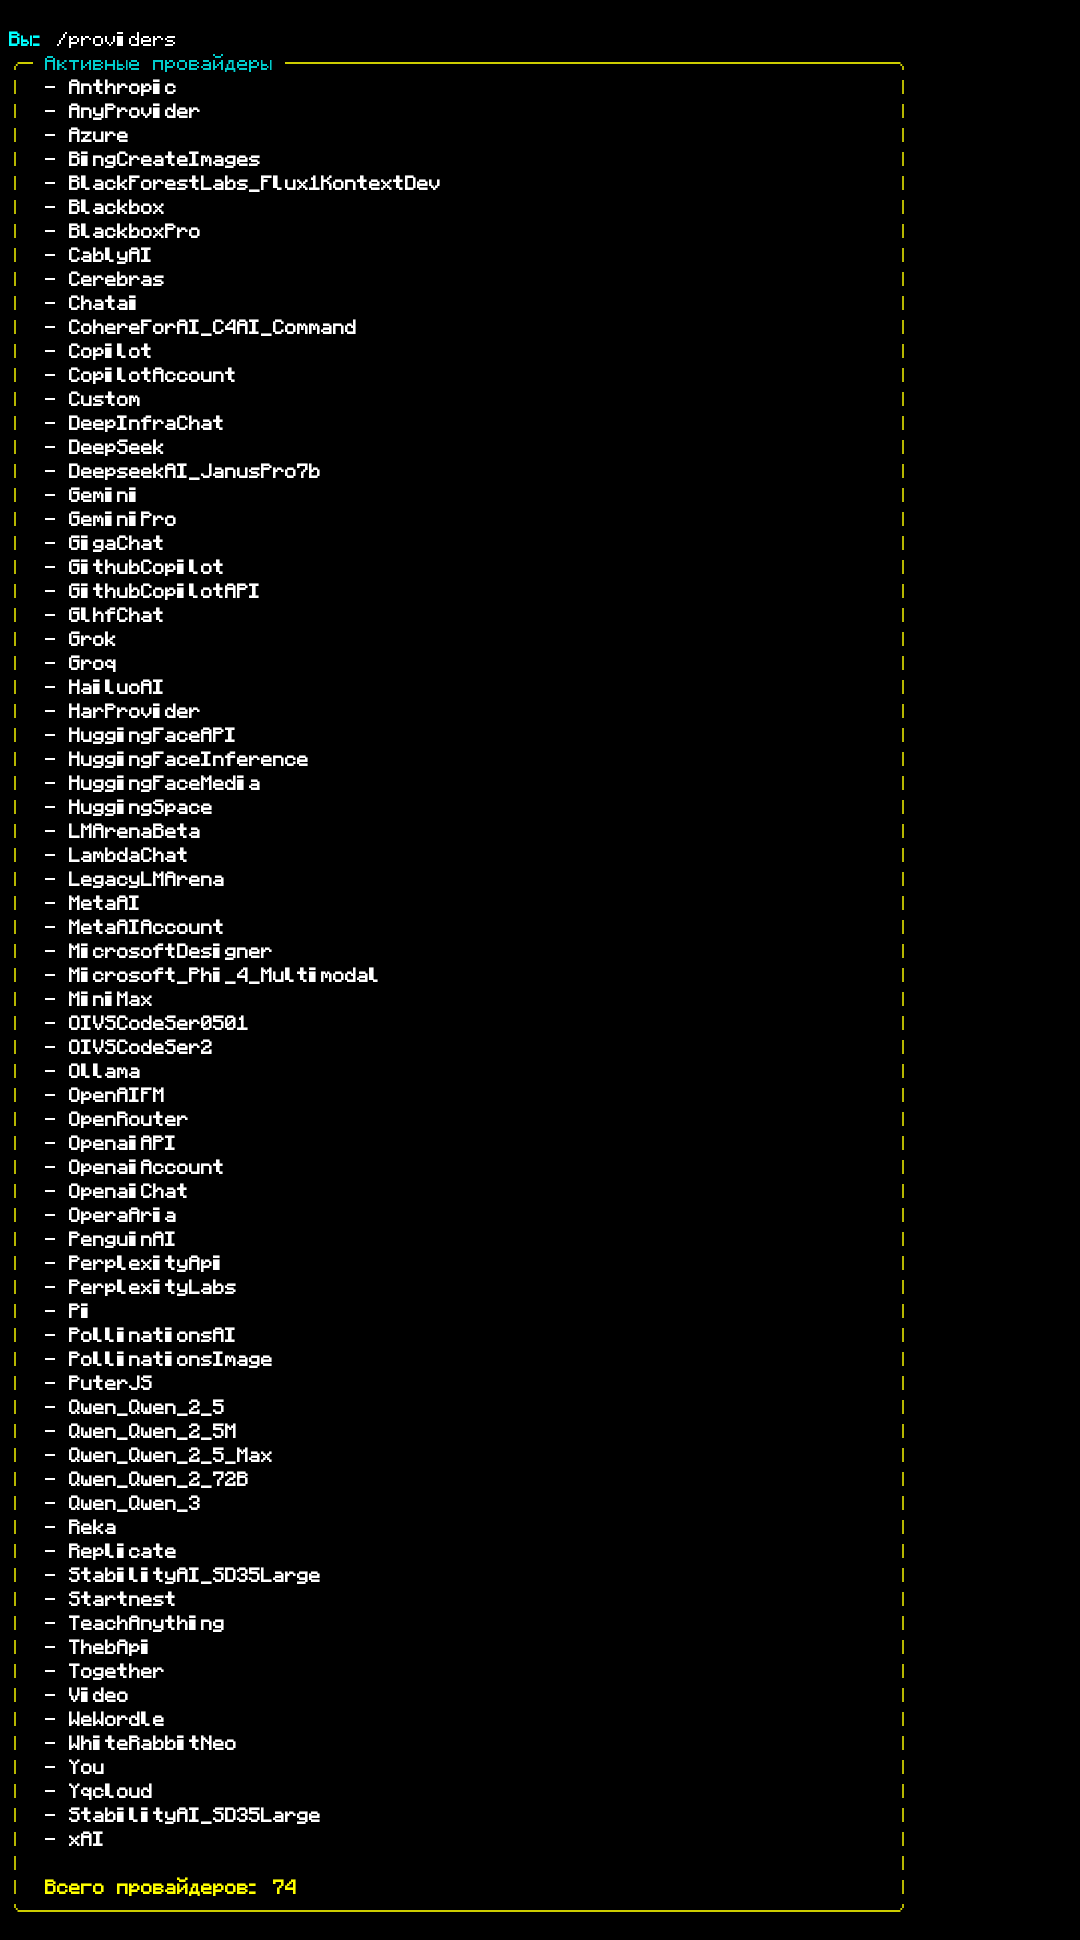 Вы: /providers
Активные провайдеры
- Anthropic
- AnyProvider
- Azure
- BingCreateImages
- BlackForestLabs_Flux1KontextDev
- Blackbox
- BlackboxPro
- CablyAI
- Cerebras
- Chatai
- CohereForAI_C4AI_Command
- Copilot
- CopilotAccount
- Custom
- DeepInfraChat
- DeepSeek
- DeepseekAI_JanusPro7b
- Gemini
- GeminiPro
- GigaChat
- GithubCopilot
- GithubCopilotAPI
- GlhfChat
- Grok
- Groq
- HailuoAI
- HarProvider
- HuggingFaceAPI
- HuggingFaceInference
- HuggingFaceMedia
- HuggingSpace
- LMArenaBeta
- LambdaChat
- LegacyLMArena
- MetaAI
- MetaAIAccount
- MicrosoftDesigner
- Microsoft_Phi_4_Multimodal
- MiniMax
- OIVSCodeSer0501
- OIVSCodeSer2
- Ollama
- OpenAIFM
- OpenRouter
- OpenaiAPI
- OpenaiAccount
- OpenaiChat
- OperaAria
- PenguinAI
- PerplexityApi
- PerplexityLabs
- Pi
- PollinationsAI
- PollinationsImage
- PuterJS
- Qwen_Qwen_2_5
- Qwen_Qwen_2_5M
- Qwen_Qwen_2_5_Max
- Qwen_Qwen_2_72B
- Qwen_Qwen_3
- Reka
- Replicate
- StabilityAI_SD35Large
- Startnest
- TeachAnything
- ThebApi
- Together
- Video
- WeWordle
- WhiteRabbitNeo
- You
- Yqcloud
- StabilityAI_SD35Large
- xAI
Всего провайдеров: 74